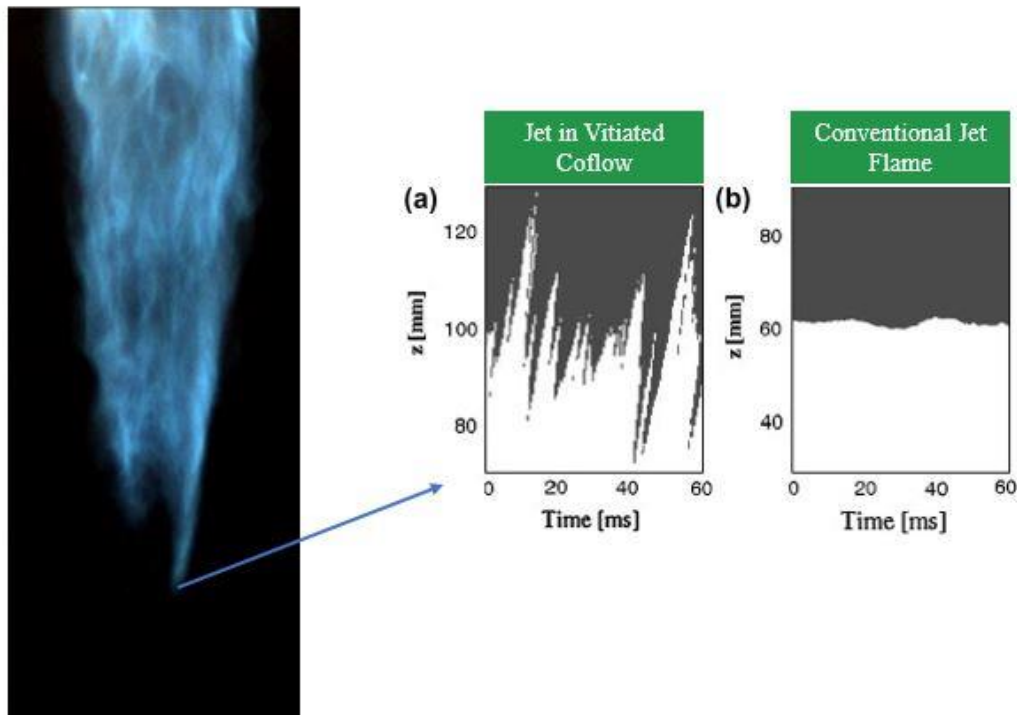 Jet in Vitiated
Coflow
(a)
120
100
80
z [mm]
0 20 40 60
Time [ms]
Conventional Jet
Flame
(b)
80
60
40
z [mm]
0 20 40 60
Time [ms]